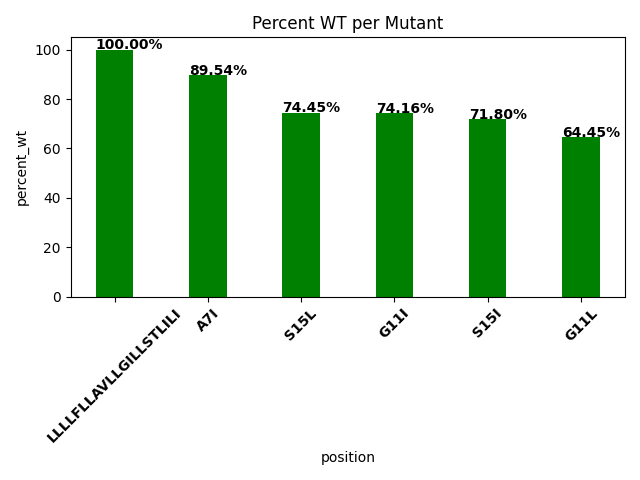 Percent WT per Mutant
100.00%
89.54%
74.45%
74.16%
71.80%
64.45%
percent_wt
100
80
60
40
20
0
LLLLFLLAVLLGILLSTLILI
A7I
S15L
G11I
S15I
G11L
position